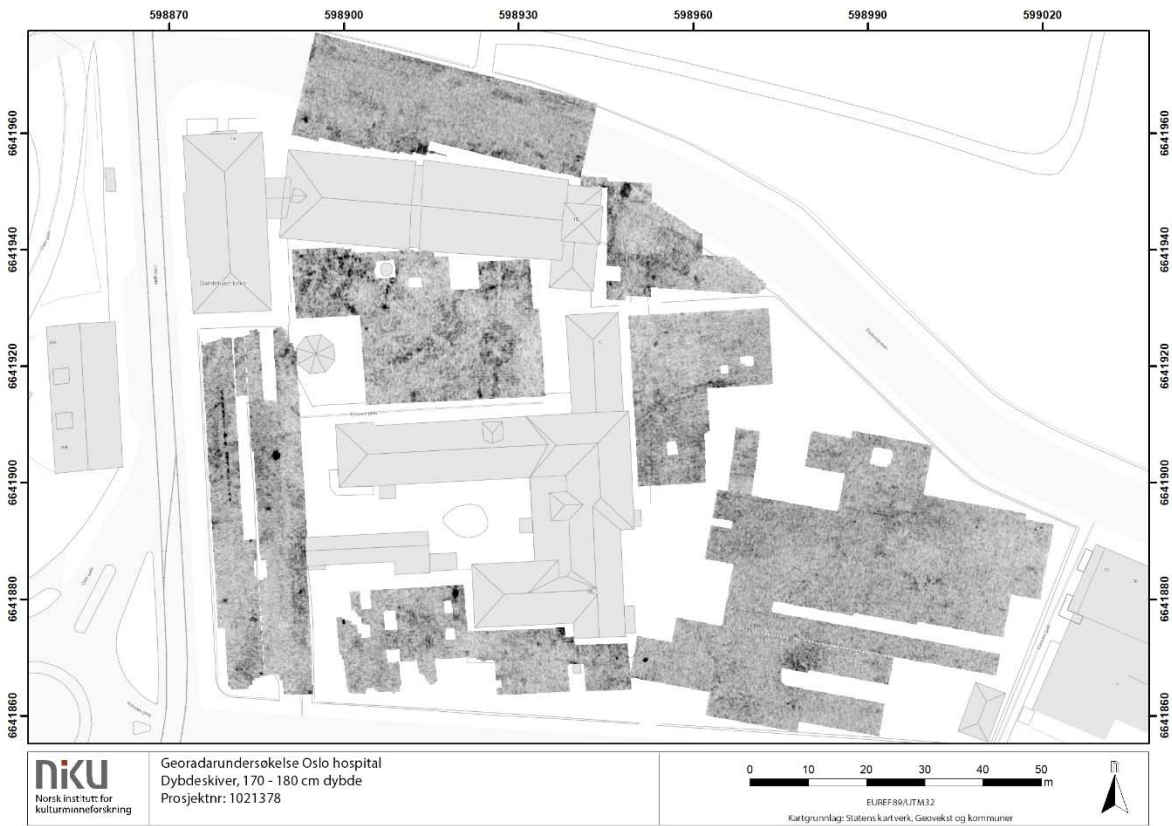 598870 598900 598930 598960 598990 599020
6641960 6641960
6641940 6641940
6641920 6641920
6641900 6641900
6641880 6641880
6641860 6641860
niku
Norsk institutt for
kulturminneforskning
Georadarundersøkelse Oslo hospital
Dybdeskiver, 170 - 180 cm dybde
Prosjektnr: 1021378
0 10 20 30 40 50
m
EUREF89/UTM32
Kartgrunnlag: Statens kartverk, Geovekst og kommuner
n